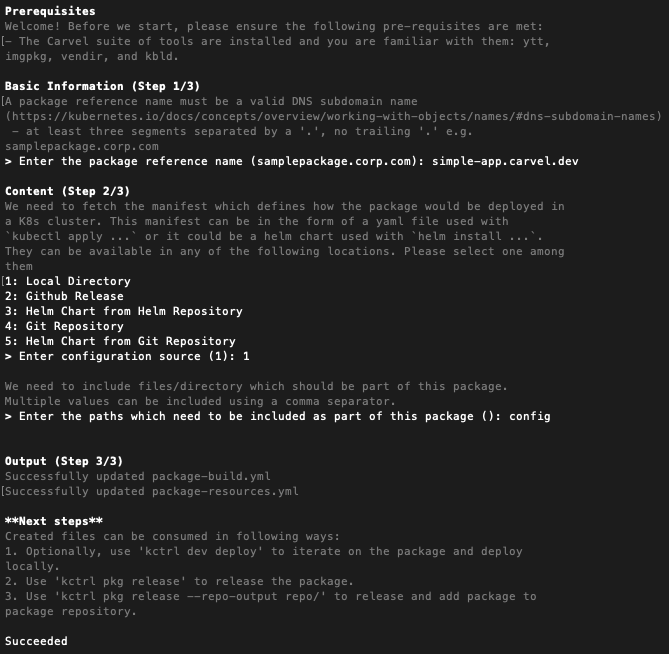 Prerequisites
Welcome! Before we start, please ensure the following pre-requisites are met:
[- The Carvel suite of tools are installed and you are familiar with them: ytt,
imgpkg, vendir, and kbld.
Basic Information (Step 1/3)
[A package reference name must be a valid DNS subdomain name
(https://kubernetes.io/docs/concepts/overview/working-with-objects/names/#dns-subdomain-names)
- at least three segments separated by a '.', no trailing '.' e.g.
samplepackage.corp.com
> Enter the package reference name (samplepackage.corp.com): simple-app.carvel.dev
Content (Step 2/3)
We need to fetch the manifest which defines how the package would be deployed in
a K8s cluster. This manifest can be in the form of a yaml file used with
`kubectl apply ...` or it could be a helm chart used with `helm install ...`.
They can be available in any of the following locations. Please select one among
them
[1: Local Directory
2: Github Release
3: Helm Chart from Helm Repository
4: Git Repository
5: Helm Chart from Git Repository
> Enter configuration source (1): 1
We need to include files/directory which should be part of this package.
Multiple values can be included using a comma separator.
> Enter the paths which need to be included as part of this package (): config
Output (Step 3/3)
Successfully updated package-build.yml
[Successfully updated package-resources.yml
**Next steps**
Created files can be consumed in following ways:
1. Optionally, use 'kctrl dev deploy' to iterate on the package and deploy
locally.
2. Use 'kctrl pkg release' to release the package.
3. Use 'kctrl pkg release --repo-output repo/' to release and add package to
package repository.
Succeeded